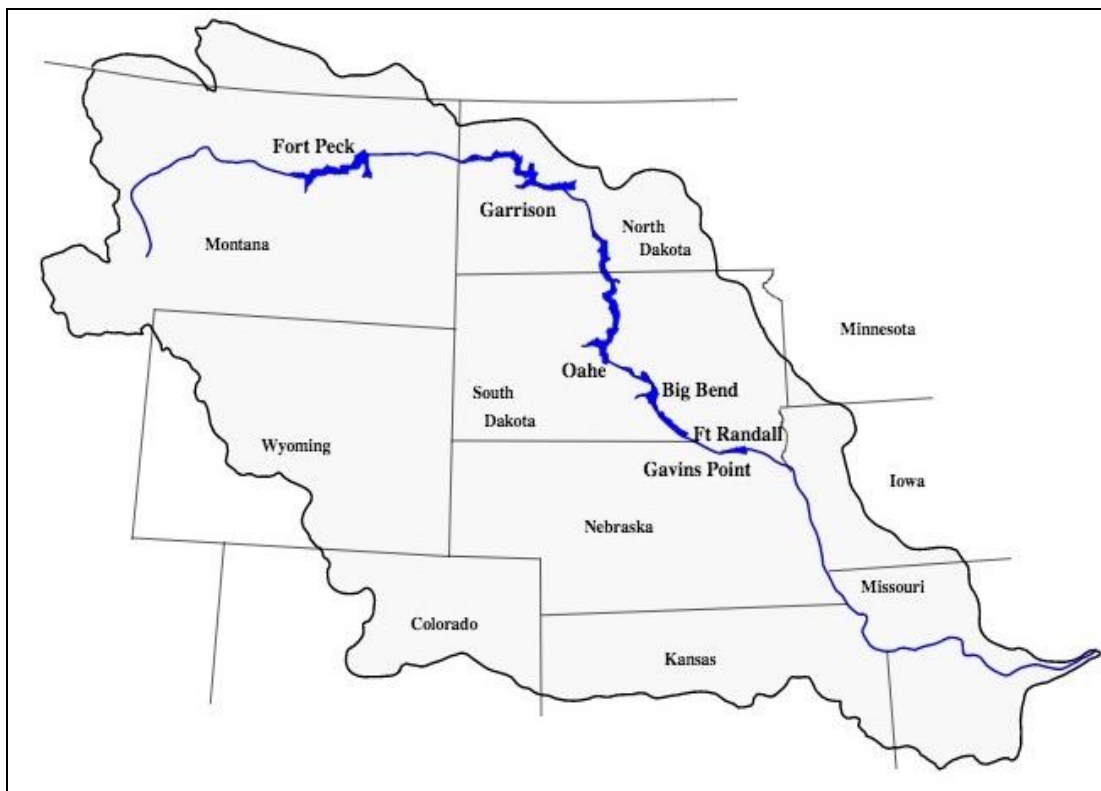 Fort Peck
Garrison
North
Dakota
Montana
Minnesota
Oahe
Big Bend
South
Dakota
Ft Randall
Wyoming
Gavins Point
Iowa
Nebraska
Missouri
Colorado
Kansas